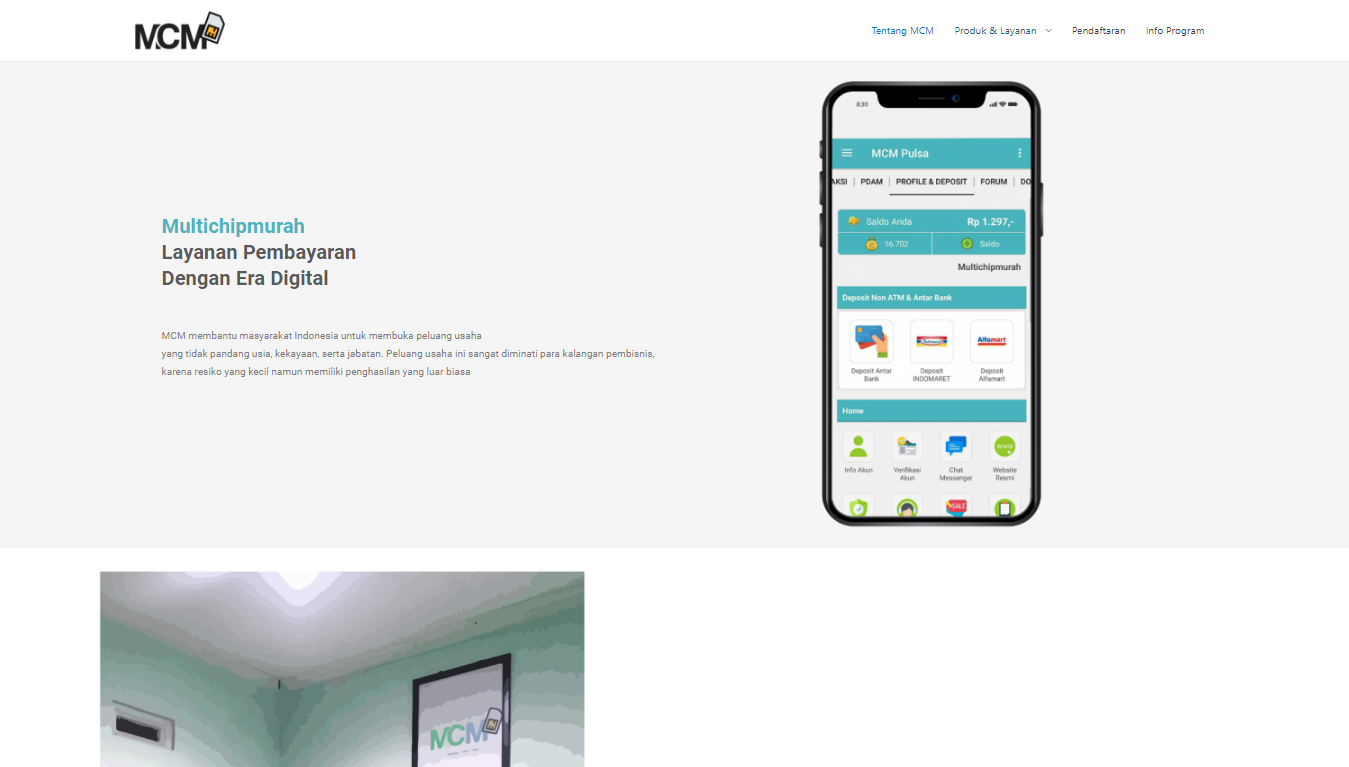 MCM
Tentang MCM
Produk & Layanan
Pendaftaran
Info Program
Multichipmurah
Layanan Pembayaran
Dengan Era Digital
MCM membantu masyarakat Indonesia untuk membuka peluang usaha
yang tidak pandang usia, kekayaan, serta jabatan. Peluang usaha ini sangat diminati para kalangan pembisnis,
karena resiko yang kecil namun memiliki penghasilan yang luar biasa
8:30
MCM Pulsa
AKSI | PDAM | PROFILE & DEPOSIT | FORUM | DO
Saldo Anda
Rp 1.297,-
16.702
Saldo
Multichipmurah
Deposit Non ATM & Antar Bank
Indomaret
Alfamart
Deposit Antar
Bank
Deposit
INDOMARET
Deposit
Alfamart
Home
www
Info Akun
Verifikasi
Akun
Chat
Messenger
Website
Resmi
SALE
MCM